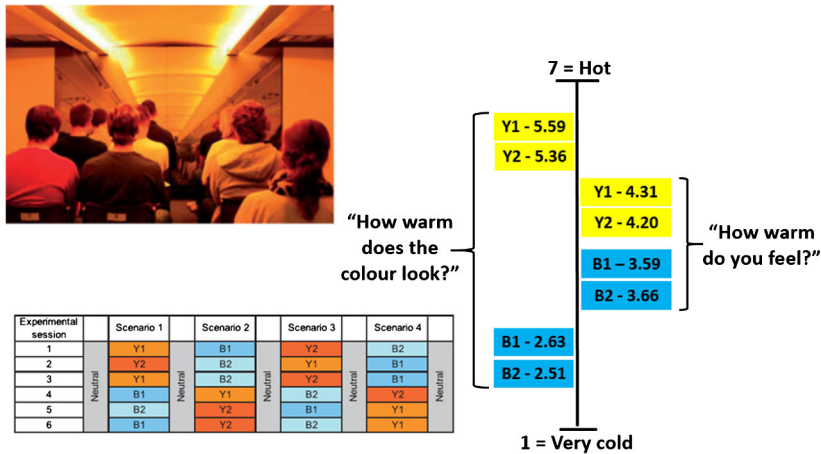 7 = Hot
Y1 - 5.59
Y2 - 5.36
Y1 - 4.31
Y2 - 4.20
“How warm
does the
colour look?”
“How warm
do you feel?”
B1 – 3.59
B2 - 3.66
B1 - 2.63
B2 - 2.51
1 = Very cold
Experimental
session
Scenario 1
Scenario 2
Scenario 3
Scenario 4
Neutral
Neutral
Neutral
Neutral
Neutral
1 Y1 B1 Y2 B2
2 Y2 B2 Y1 B1
3 Y1 B2 Y2 B1
4 B1 Y1 B2 Y2
5 B2 Y2 B1 Y1
6 B1 Y2 B2 Y1